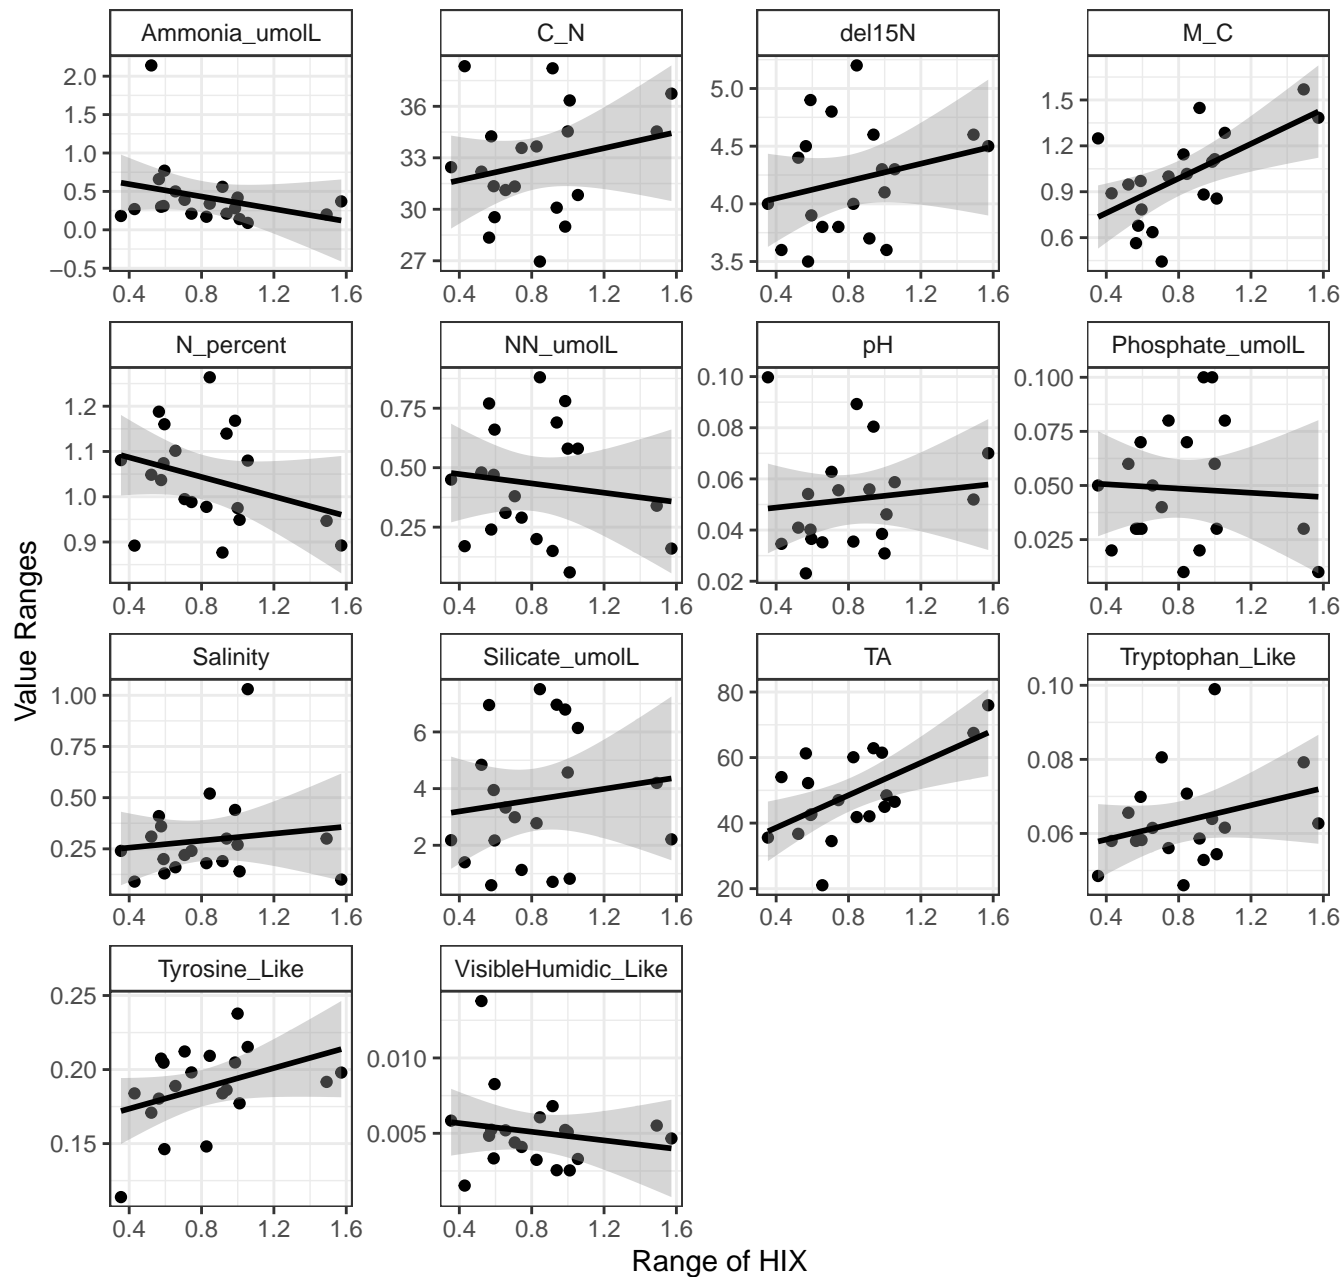 Ammonia_umolL C_N del15N M_C
2.0 1.5 1.0 0.5 0.0 −0.5
36 33 30 27
5.0 4.5 4.0 3.5
1.5 1.2 0.9 0.6
0.4 0.8 1.2 1.6 0.4 0.8 1.2 1.6 0.4 0.8 1.2 1.6 0.4 0.8 1.2 1.6
N_percent NN_umolL pH Phosphate_umolL
1.2 1.1 1.0 0.9
0.75 0.50 0.25
0.10 0.08 0.06 0.04 0.02
0.100 0.075 0.050 0.025
0.4 0.8 1.2 1.6 0.4 0.8 1.2 1.6 0.4 0.8 1.2 1.6 0.4 0.8 1.2 1.6
Value Ranges
Salinity Silicate_umolL TA Tryptophan_Like
1.00 0.75 0.50 0.25
6 4 2
80 60 40 20
0.10 0.08 0.06
0.4 0.8 1.2 1.6 0.4 0.8 1.2 1.6 0.4 0.8 1.2 1.6 0.4 0.8 1.2 1.6
Tyrosine_Like VisibleHumidic_Like
0.25 0.20 0.15
0.010 0.005
0.4 0.8 1.2 1.6 0.4 0.8 1.2 1.6
Range of HIX